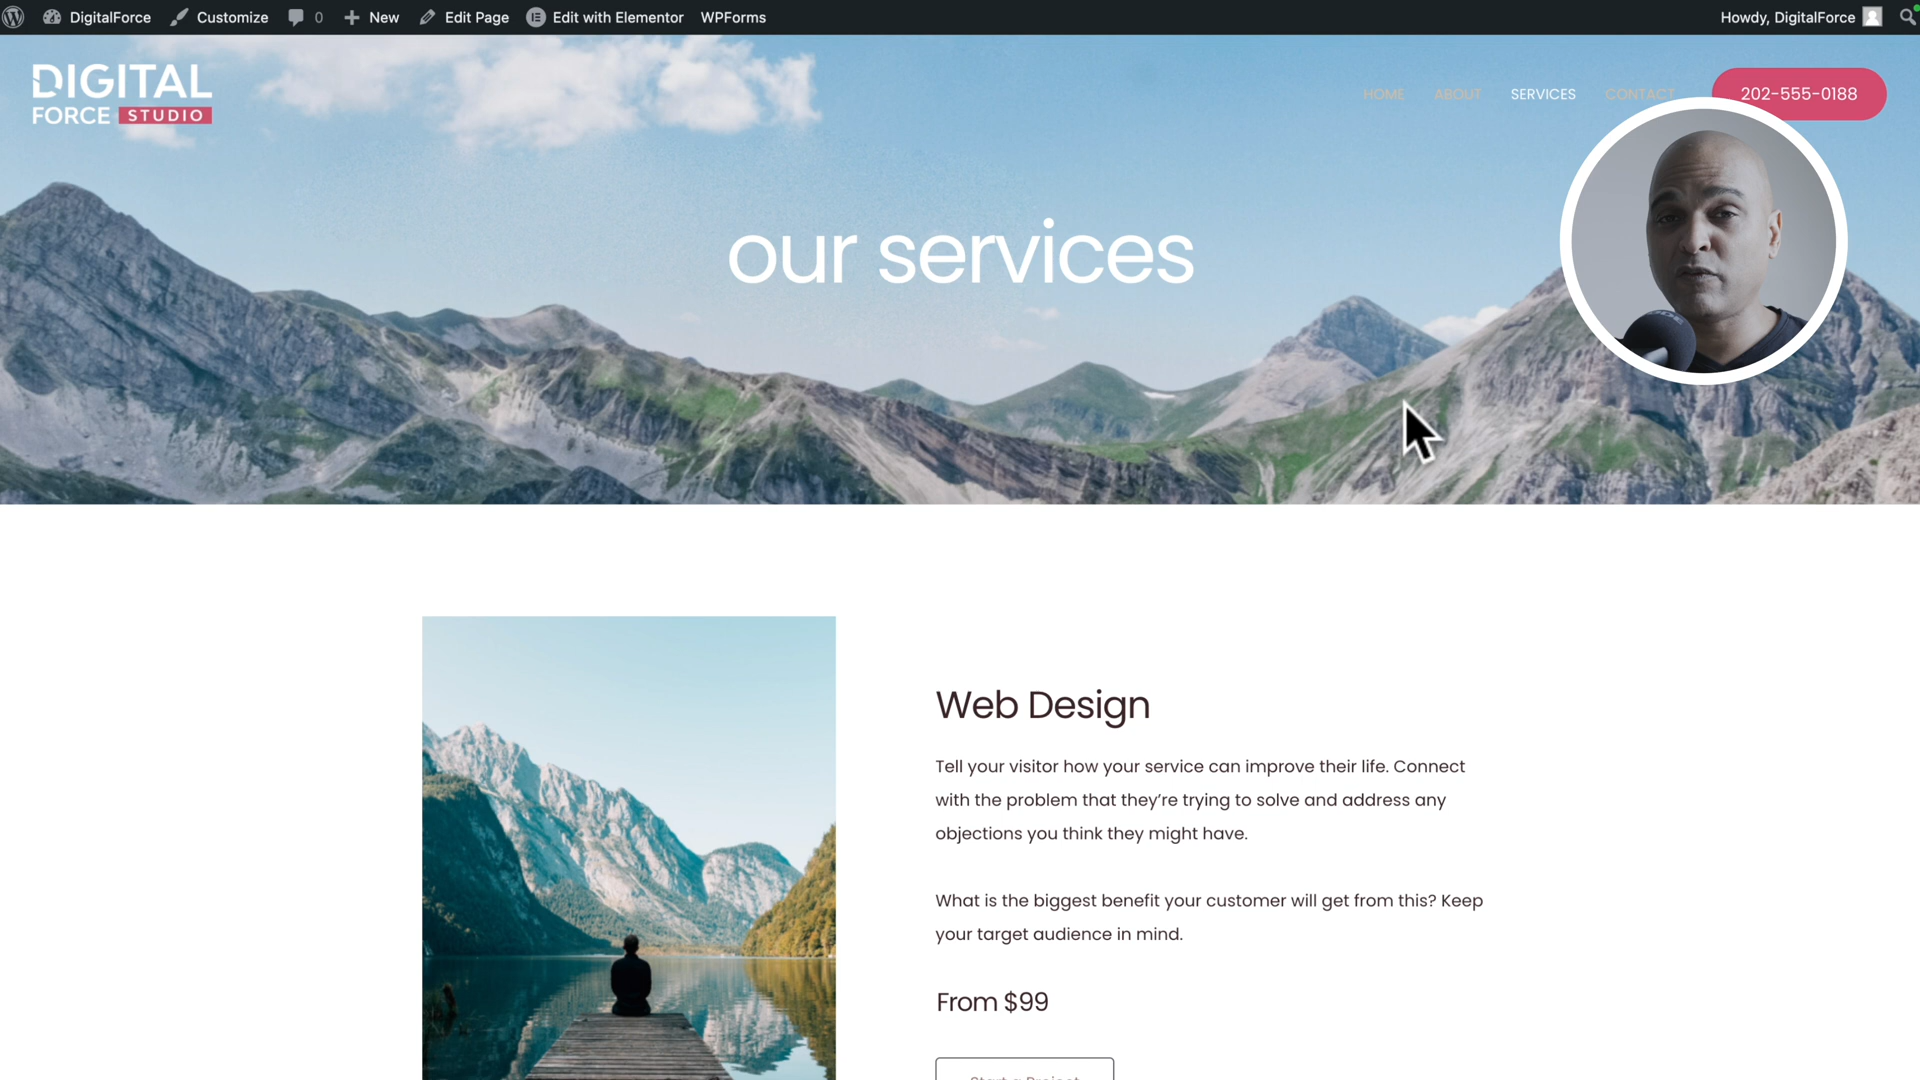 DigitalForce Customize 0 New Edit Page Edit with Elementor WPForms Howdy, DigitalForce
DIGITAL
FORCE STUDIO
HOME ABOUT SERVICES CONTACT 202-555-0188
our services
Web Design
Tell your visitor how your service can improve their life. Connect
with the problem that they’re trying to solve and address any
objections you think they might have.
What is the biggest benefit your customer will get from this? Keep
your target audience in mind.
From $99
Start a Project